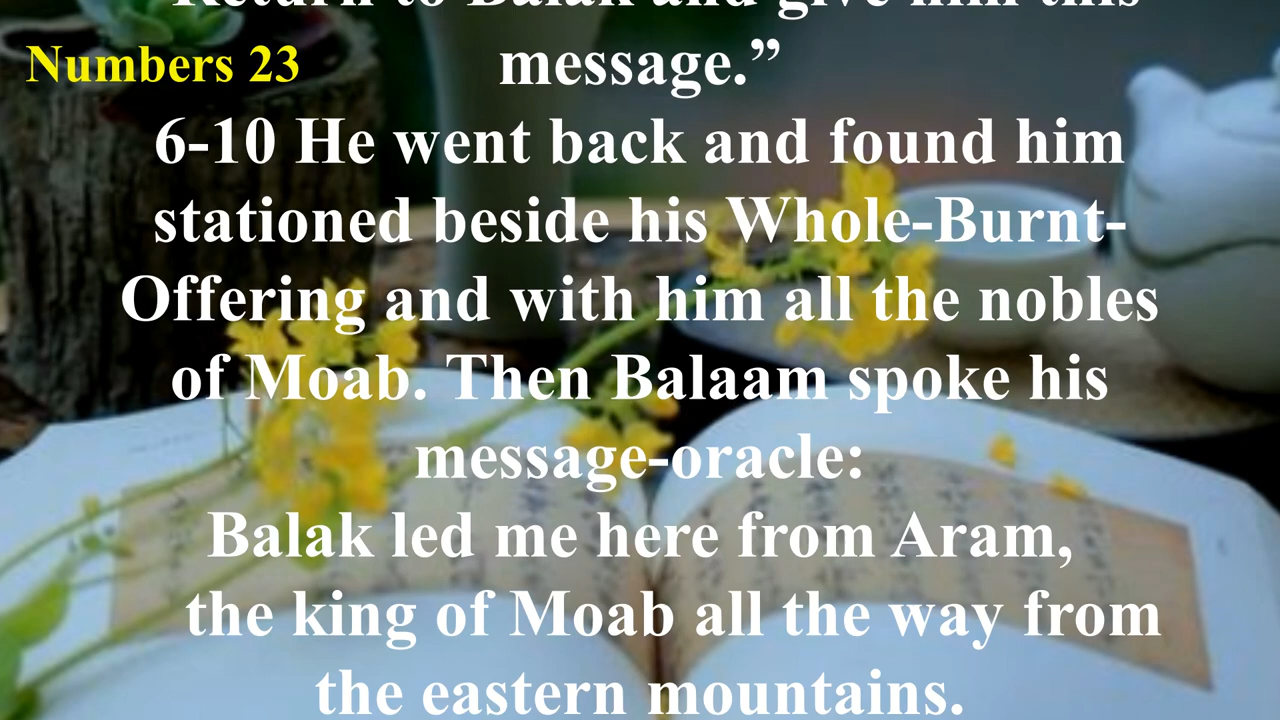 Return to Balak and give him this
Numbers 23
message.”
6-10 He went back and found him
stationed beside his Whole-Burnt-
Offering and with him all the nobles
of Moab. Then Balaam spoke his
message-oracle:
Balak led me here from Aram,
the king of Moab all the way from
the eastern mountains.